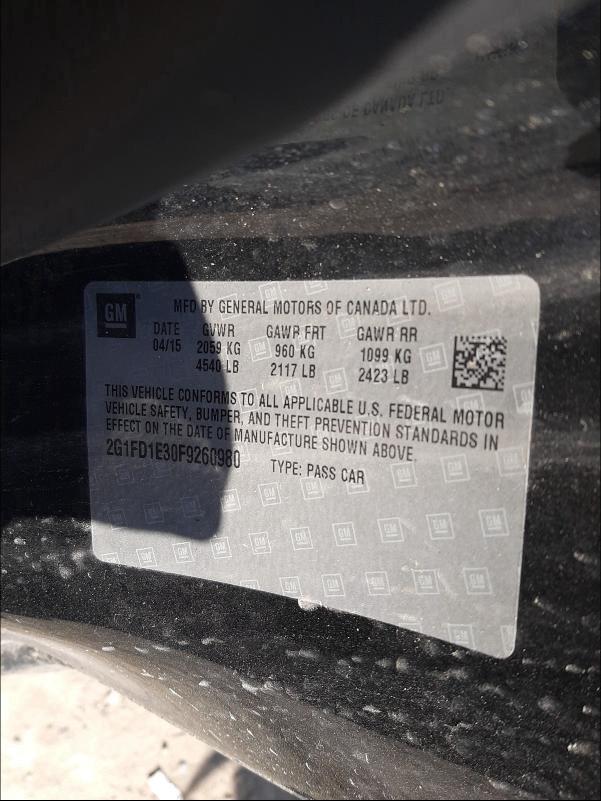 GM
MFD BY GENERAL MOTORS OF CANADA LTD.
DATE GVWR GAWR FRT GAWR RR
04/15 2059 KG 960 KG 1099 KG
4540 LB 2117 LB 2423 LB
THIS VEHICLE CONFORMS TO ALL APPLICABLE U.S. FEDERAL MOTOR
VEHICLE SAFETY, BUMPER, AND THEFT PREVENTION STANDARDS IN
EFFECT ON THE DATE OF MANUFACTURE SHOWN ABOVE.
2G1FD1E30F9260980 TYPE: PASS CAR